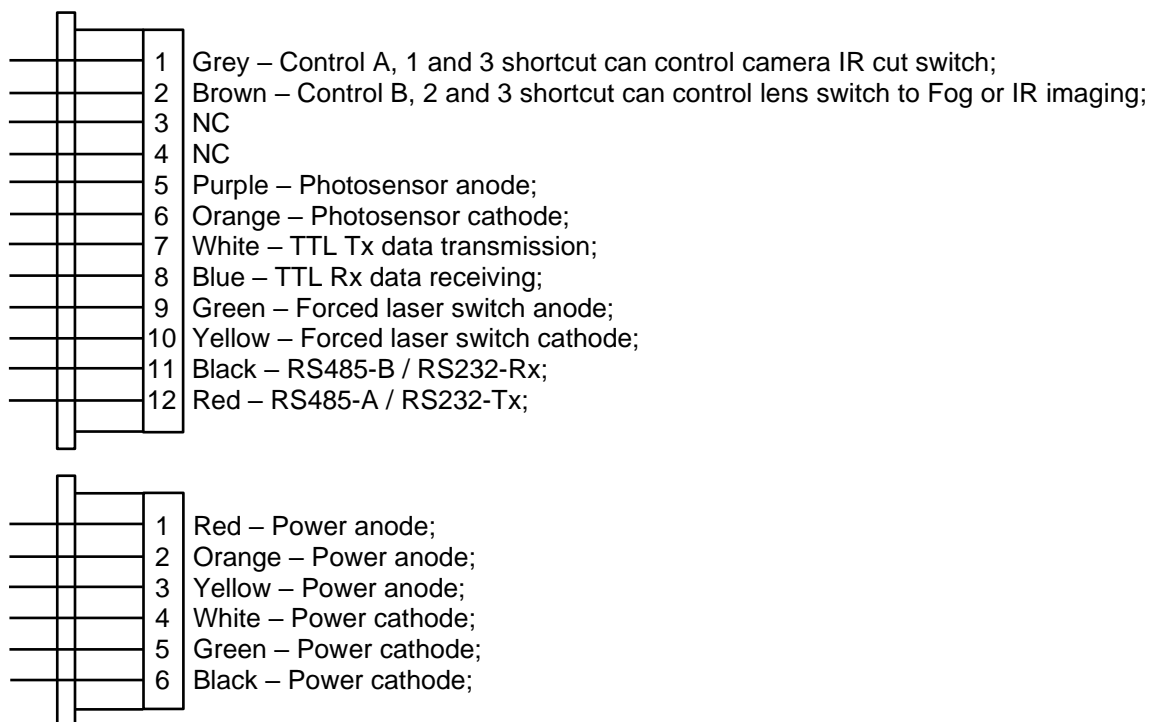 1 Grey – Control A, 1 and 3 shortcut can control camera IR cut switch;
2 Brown – Control B, 2 and 3 shortcut can control lens switch to Fog or IR imaging;
3 NC
4 NC
5 Purple – Photosensor anode;
6 Orange – Photosensor cathode;
7 White – TTL Tx data transmission;
8 Blue – TTL Rx data receiving;
9 Green – Forced laser switch anode;
10 Yellow – Forced laser switch cathode;
11 Black – RS485-B / RS232-Rx;
12 Red – RS485-A / RS232-Tx;
1 Red – Power anode;
2 Orange – Power anode;
3 Yellow – Power anode;
4 White – Power cathode;
5 Green – Power cathode;
6 Black – Power cathode;